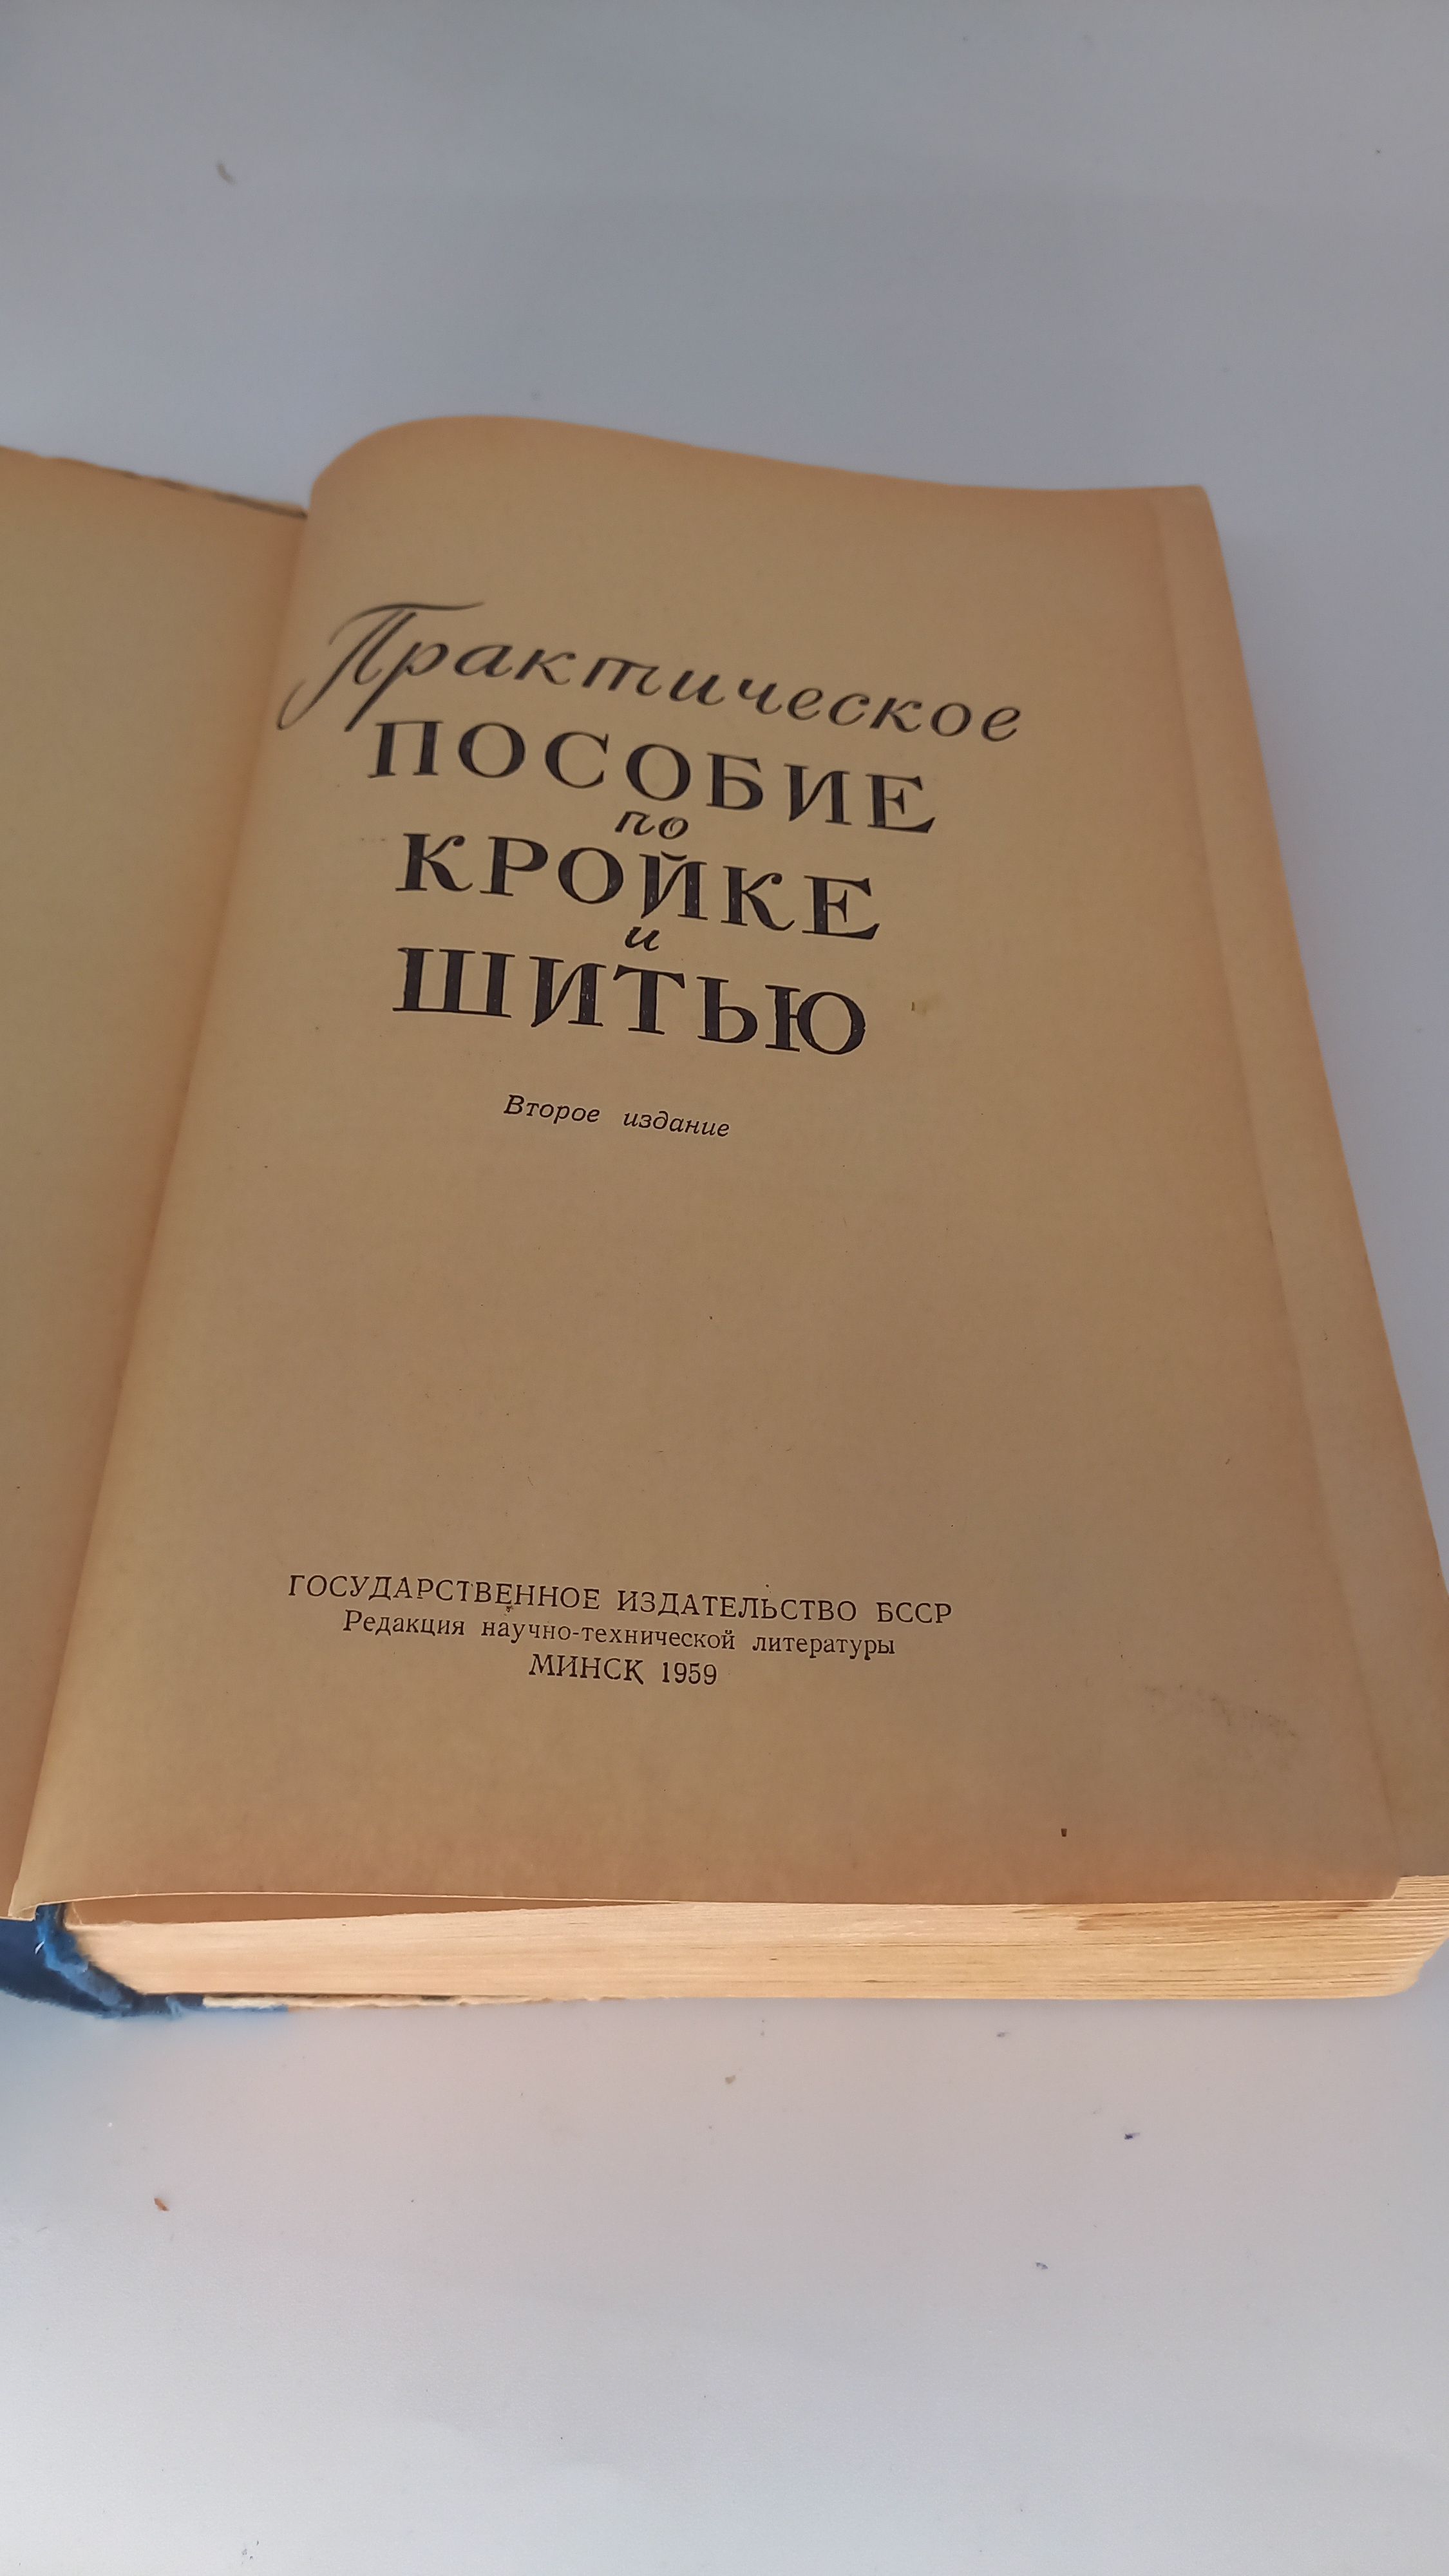 Практическое
ПОСОБИЕ
по
КРОЙКЕ
и
ШИТЬЮ
Второе издание
ГОСУДАРСТВЕННОЕ ИЗДАТЕЛЬСТВО БССР
Редакция научно-технической литературы
МИНСК 1959